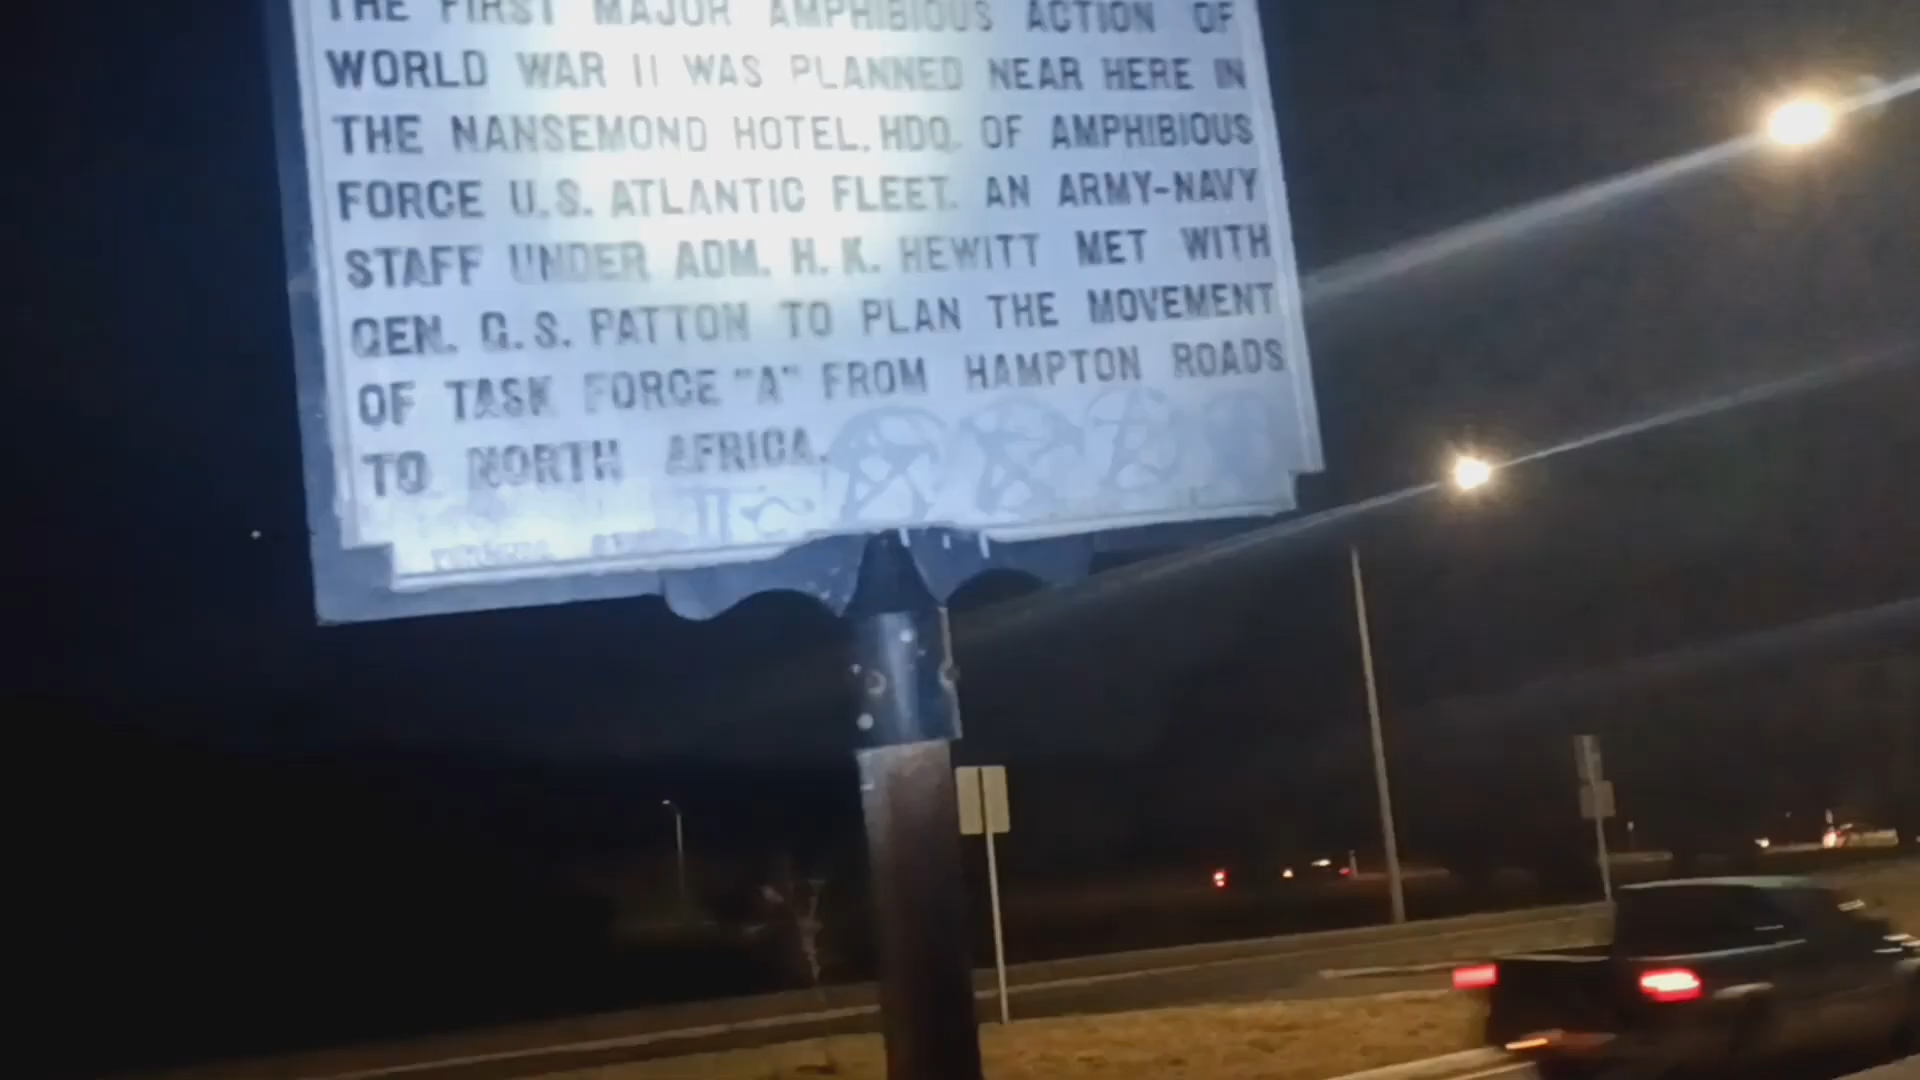 THE FIRST MAJOR AMPHIBIOUS ACTION OF
WORLD WAR II WAS PLANNED NEAR HERE IN
THE NANSEMOND HOTEL, HDQ. OF AMPHIBIOUS
FORCE U.S. ATLANTIC FLEET. AN ARMY-NAVY
STAFF UNDER ADM. H. K. HEWITT MET WITH
GEN. G. S. PATTON TO PLAN THE MOVEMENT
OF TASK FORCE "A" FROM HAMPTON ROADS
TO NORTH AFRICA.